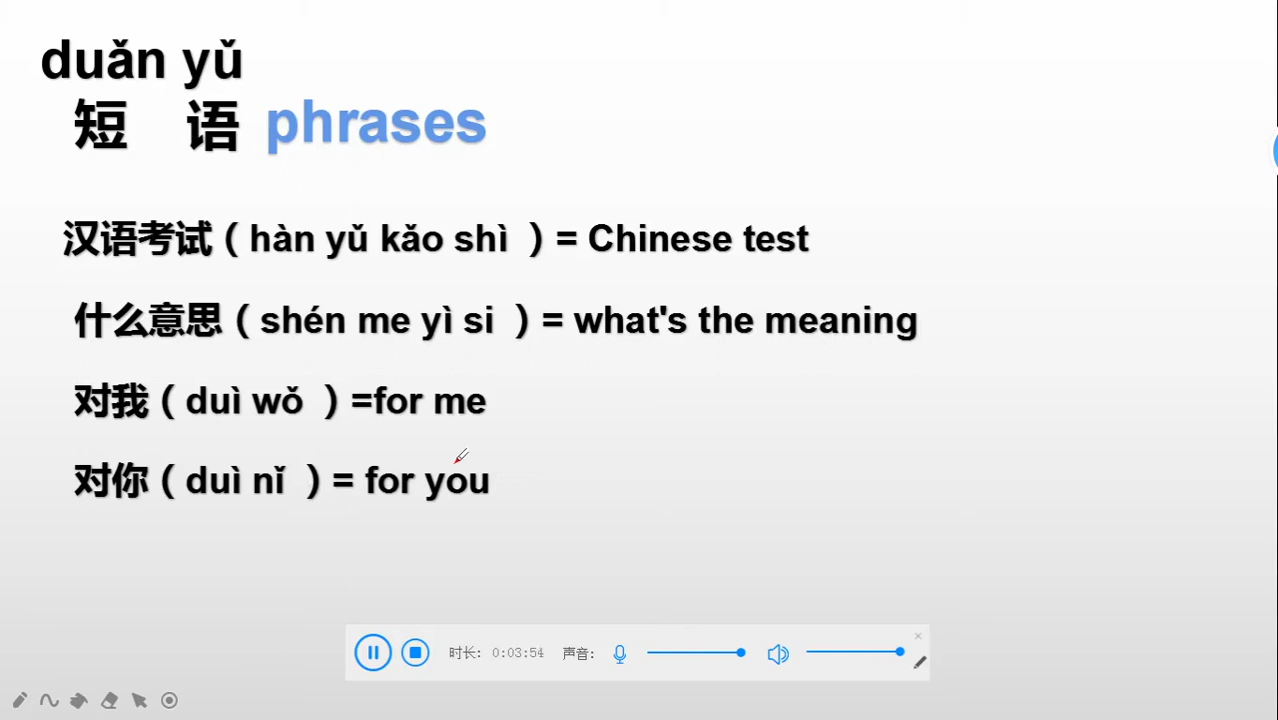 duǎn yǔ
短 语 phrases
汉语考试（hàn yǔ kǎo shì ）= Chinese test
什么意思（shén me yì si ）= what's the meaning
对我（duì wǒ ）=for me
对你（duì nǐ ）= for you
时长: 0:03:54 声音: